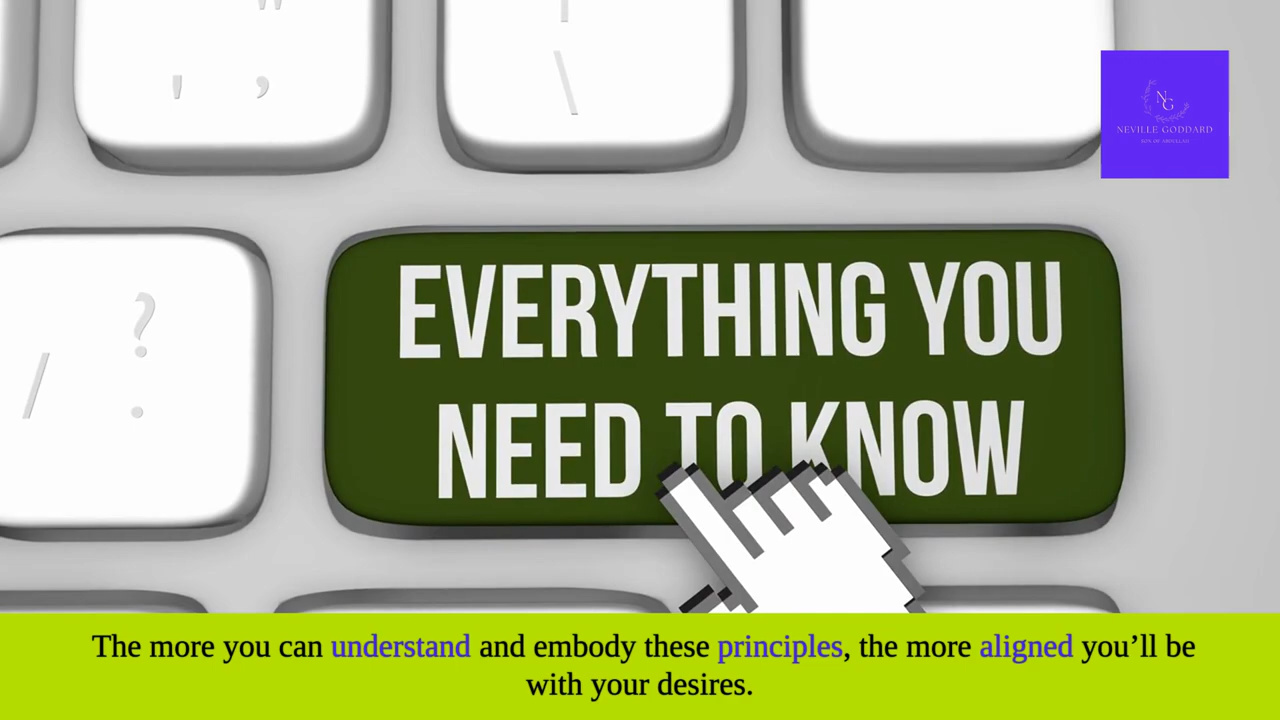 "
|
' ,
\
NEVILLE GODDARD
EVERYTHING YOU
?
NEED TO KNOW
/ .
The more you can understand and embody these principles, the more aligned you’ll be
with your desires.